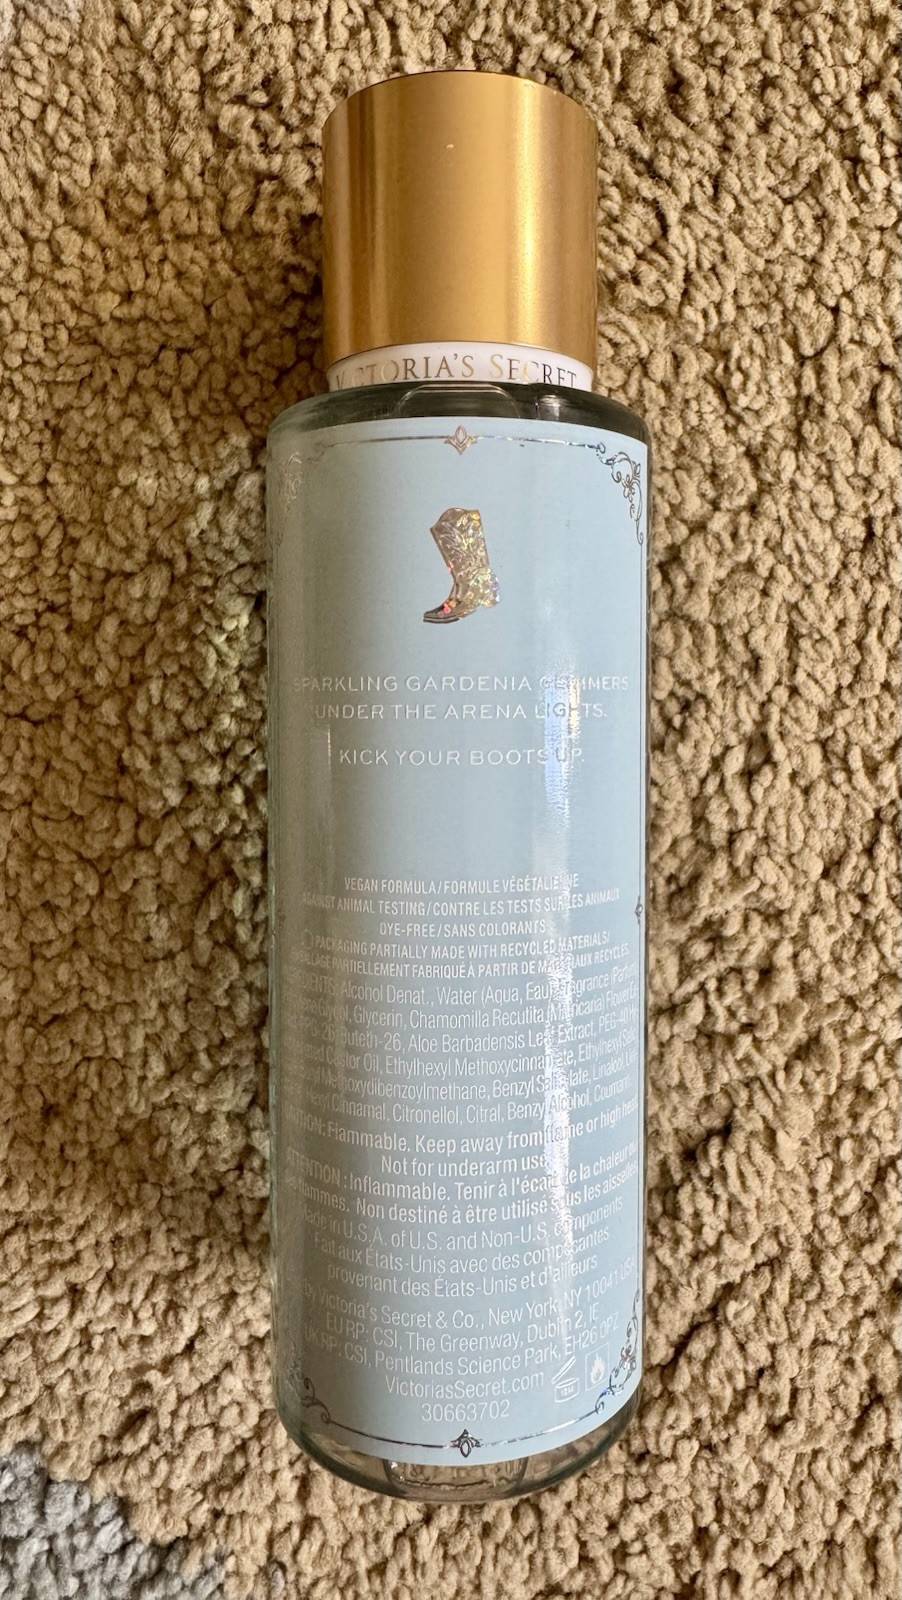 VICTORIA'S SECRET
SPARKLING GARDENIA GLIMMERS
UNDER THE ARENA LIGHTS.
KICK YOUR BOOTS UP.
VEGAN FORMULA/FORMULE VÉGÉTALIENNE
AGAINST ANIMAL TESTING/CONTRE LES TESTS SUR LES ANIMAUX
DYE-FREE/SANS COLORANTS
PACKAGING PARTIALLY MADE WITH RECYCLED MATERIALS/
PARTIELLEMENT FABRIQUÉ À PARTIR DE MATÉRIAUX RECYCLÉS.
Alcohol Denat., Water (Aqua, Eau), Fragrance (Parfum),
Glycerin, Chamomilla Recutita (Matricaria) Flower
Buteth-26, Aloe Barbadensis Leaf Extract, PEG-40
Castor Oil, Ethylhexyl Methoxycinnamate, Ethylhexyl
Methoxydibenzoylmethane, Benzyl Salicylate, Linalool,
Cinnamal, Citronellol, Citral, Benzyl Alcohol, Coumarin.
Flammable. Keep away from flame or high heat.
Not for underarm use.
ATTENTION : Inflammable. Tenir à l'écart de la chaleur
flammes. Non destiné à être utilisé sous les aisselles.
Made in U.S.A. of U.S. and Non-U.S. Components
Fait aux États-Unis avec des composantes
provenant des États-Unis et d'ailleurs
by Victoria's Secret & Co., New York, NY 10041 USA
EU RP: CSI, The Greenway, Dublin 2, IE
UK RP: CSI, Pentlands Science Park, EH26 0PZ
VictoriasSecret.com
30663702